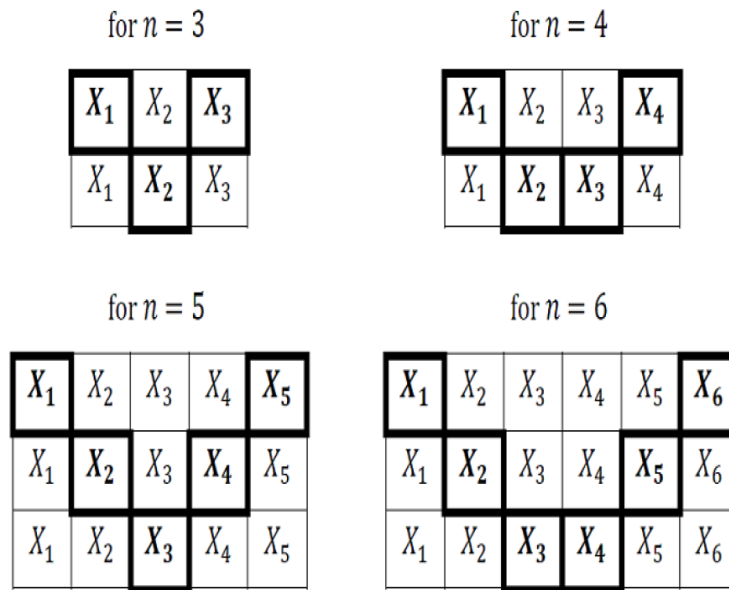 for n = 3
for n = 4
X₁ X₂ X₃
X₁ X₂ X₃ X₄
X₁ X₂ X₃
X₁ X₂ X₃ X₄
for n = 5
for n = 6
X₁ X₂ X₃ X₄ X₅
X₁ X₂ X₃ X₄ X₅ X₆
X₁ X₂ X₃ X₄ X₅
X₁ X₂ X₃ X₄ X₅ X₆
X₁ X₂ X₃ X₄ X₅
X₁ X₂ X₃ X₄ X₅ X₆